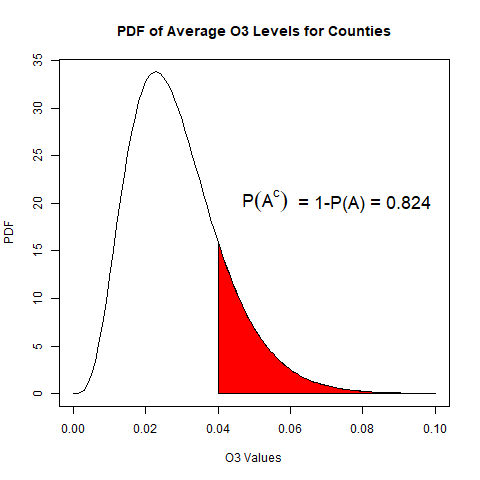 PDF of Average O3 Levels for Counties
P(Aᶜ) = 1-P(A) = 0.824
PDF
35
30
25
20
15
10
5
0
0.00 0.02 0.04 0.06 0.08 0.10
O3 Values